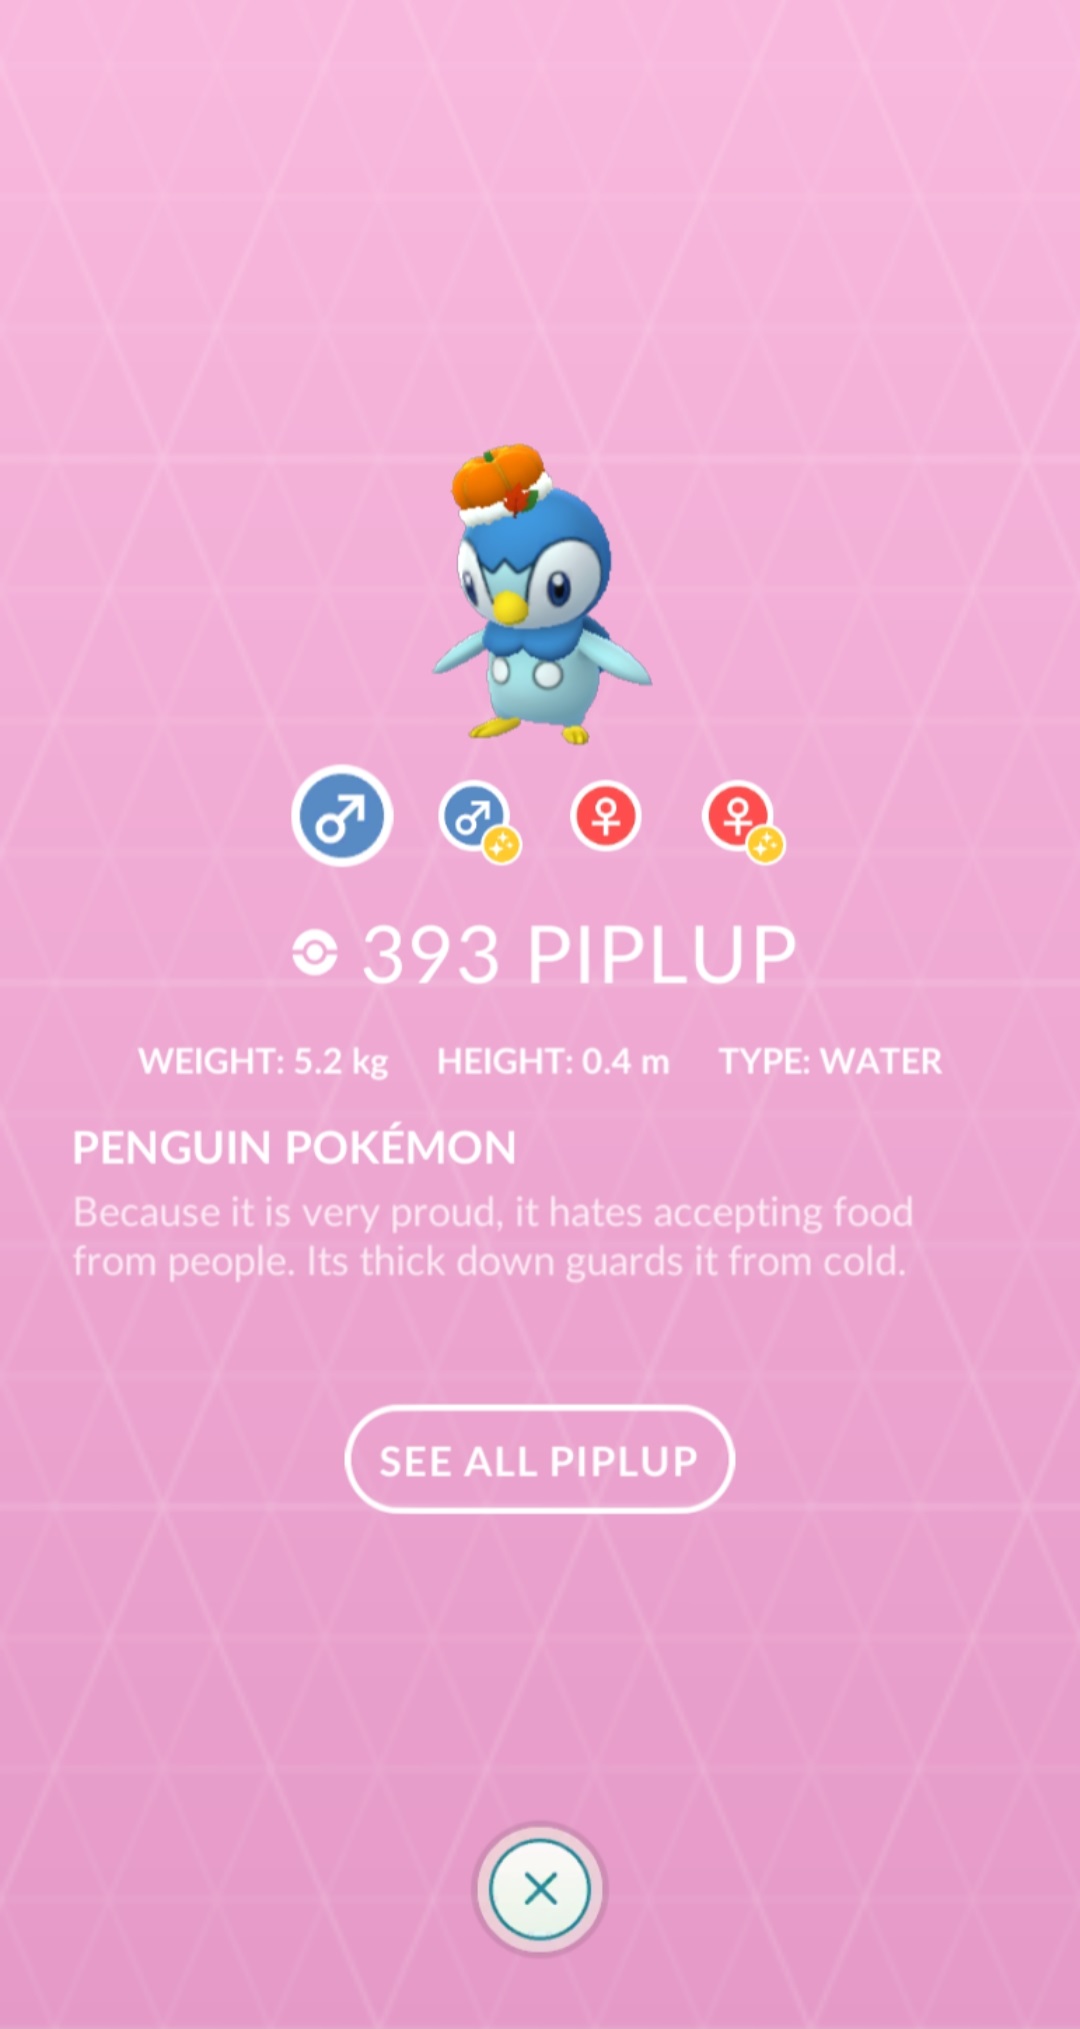 393 PIPLUP
WEIGHT: 5.2 kg HEIGHT: 0.4 m TYPE: WATER
PENGUIN POKÉMON
Because it is very proud, it hates accepting food
from people. Its thick down guards it from cold.
SEE ALL PIPLUP